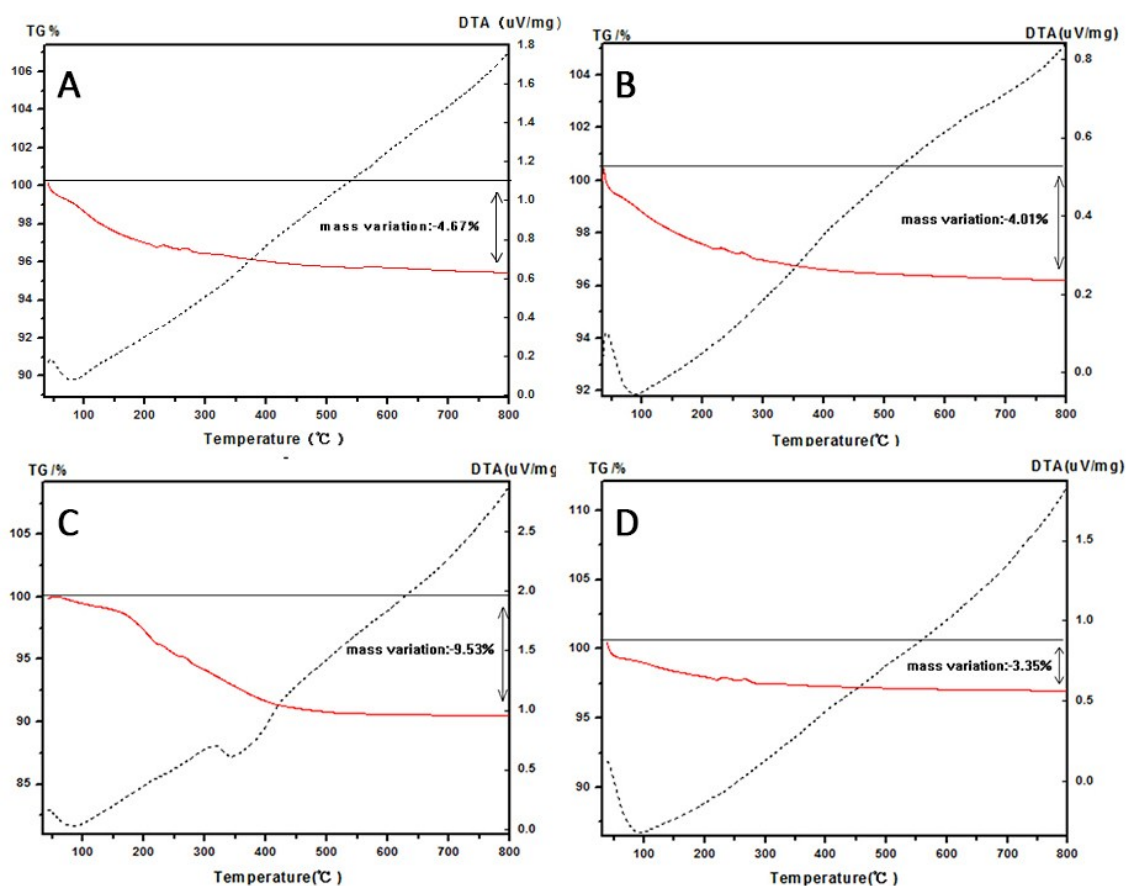 TG %
DTA (uV/mg)
A
106
104
102
100
98
96
94
92
90
1.8
1.6
1.4
1.2
1.0
0.8
0.6
0.4
0.2
0.0
mass variation:-4.67%
100 200 300 400 500 600 700 800
Temperature (℃)
TG/%
DTA(uV/mg)
B
104
102
100
98
96
94
92
0.8
0.6
0.4
0.2
0.0
mass variation:-4.01%
100 200 300 400 500 600 700 800
Temperature(℃)
TG/%
DTA(uV/mg)
C
105
100
95
90
85
2.5
2.0
1.5
1.0
0.5
0.0
mass variation:-9.53%
100 200 300 400 500 600 700 800
Temperature(℃)
TG/%
DTA(uV/mg)
D
110
105
100
95
90
1.5
1.0
0.5
0.0
mass variation:-3.35%
100 200 300 400 500 600 700 800
Temperature(℃)